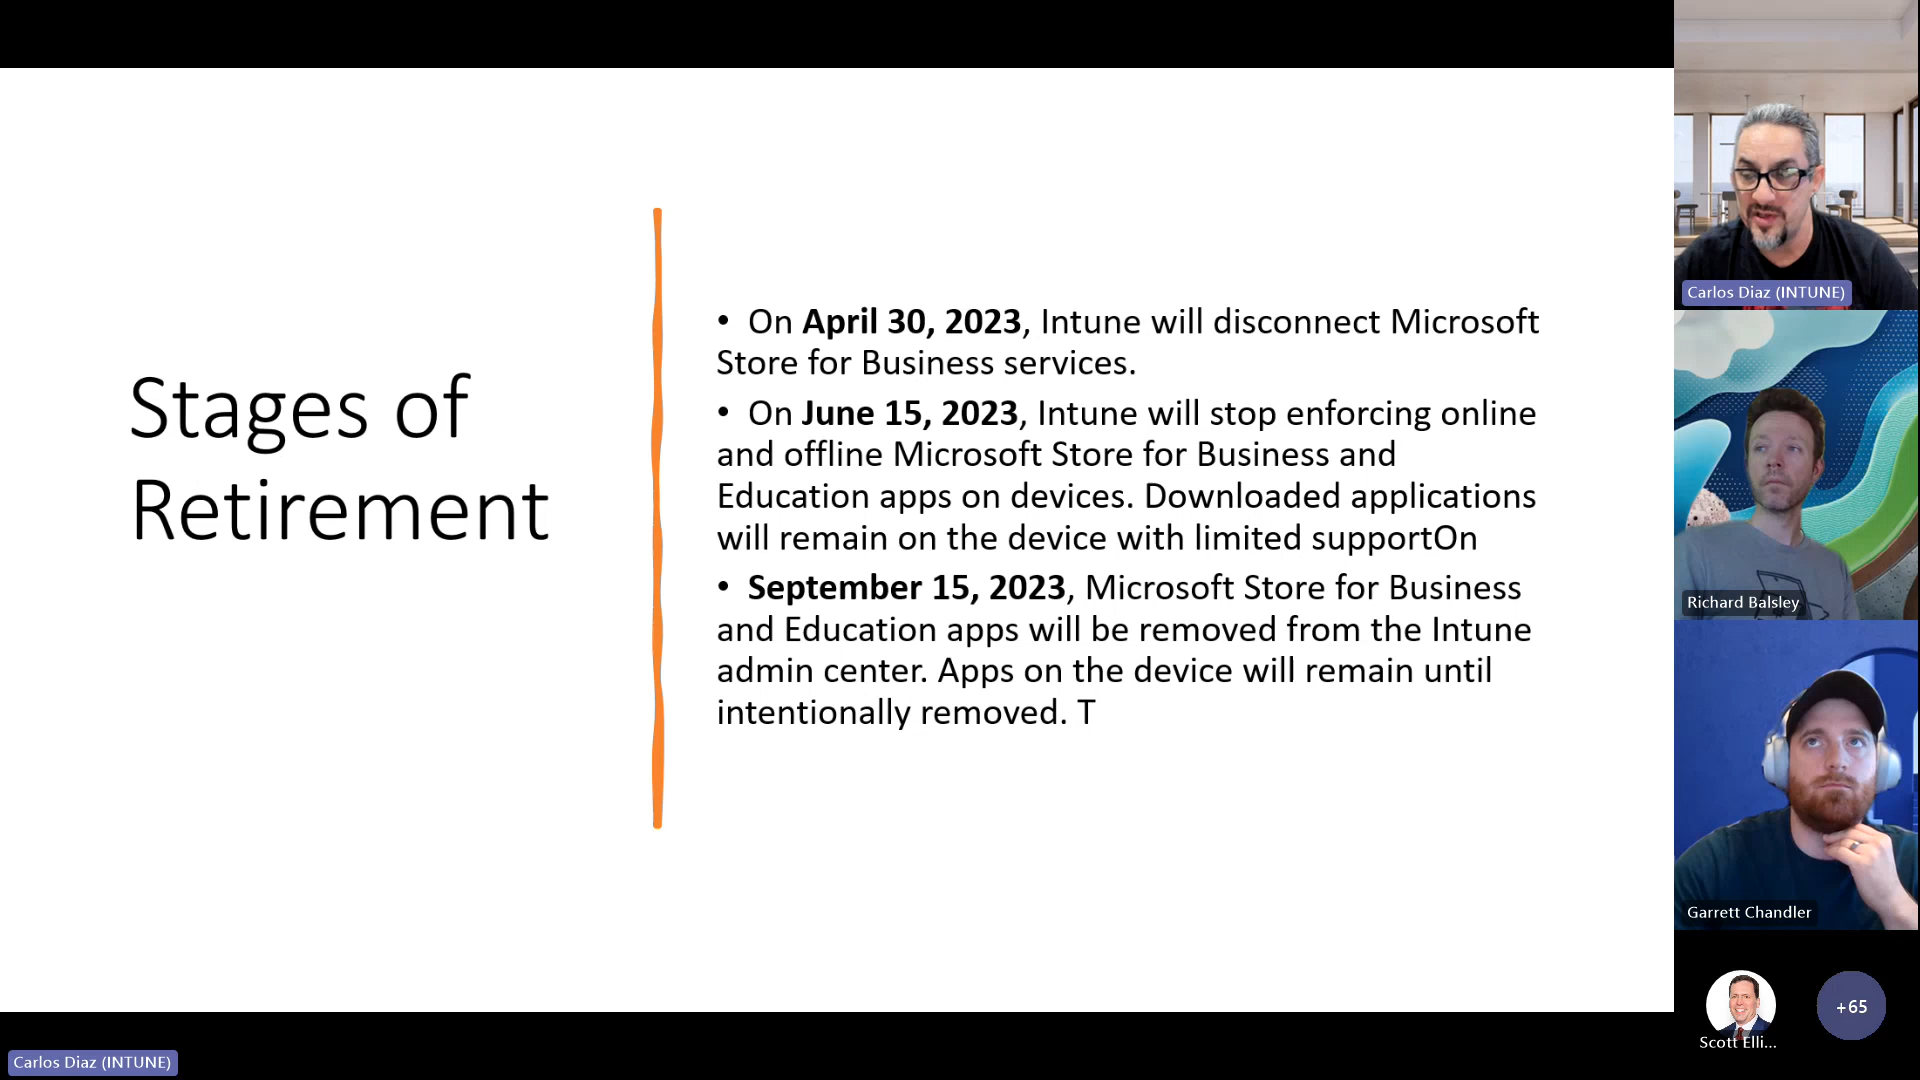 Stages of
Retirement
• On April 30, 2023, Intune will disconnect Microsoft
Store for Business services.
• On June 15, 2023, Intune will stop enforcing online
and offline Microsoft Store for Business and
Education apps on devices. Downloaded applications
will remain on the device with limited supportOn
• September 15, 2023, Microsoft Store for Business
and Education apps will be removed from the Intune
admin center. Apps on the device will remain until
intentionally removed. T
Carlos Diaz (INTUNE)
Richard Balsley
Garrett Chandler
Scott Elli...
+65
Carlos Diaz (INTUNE)